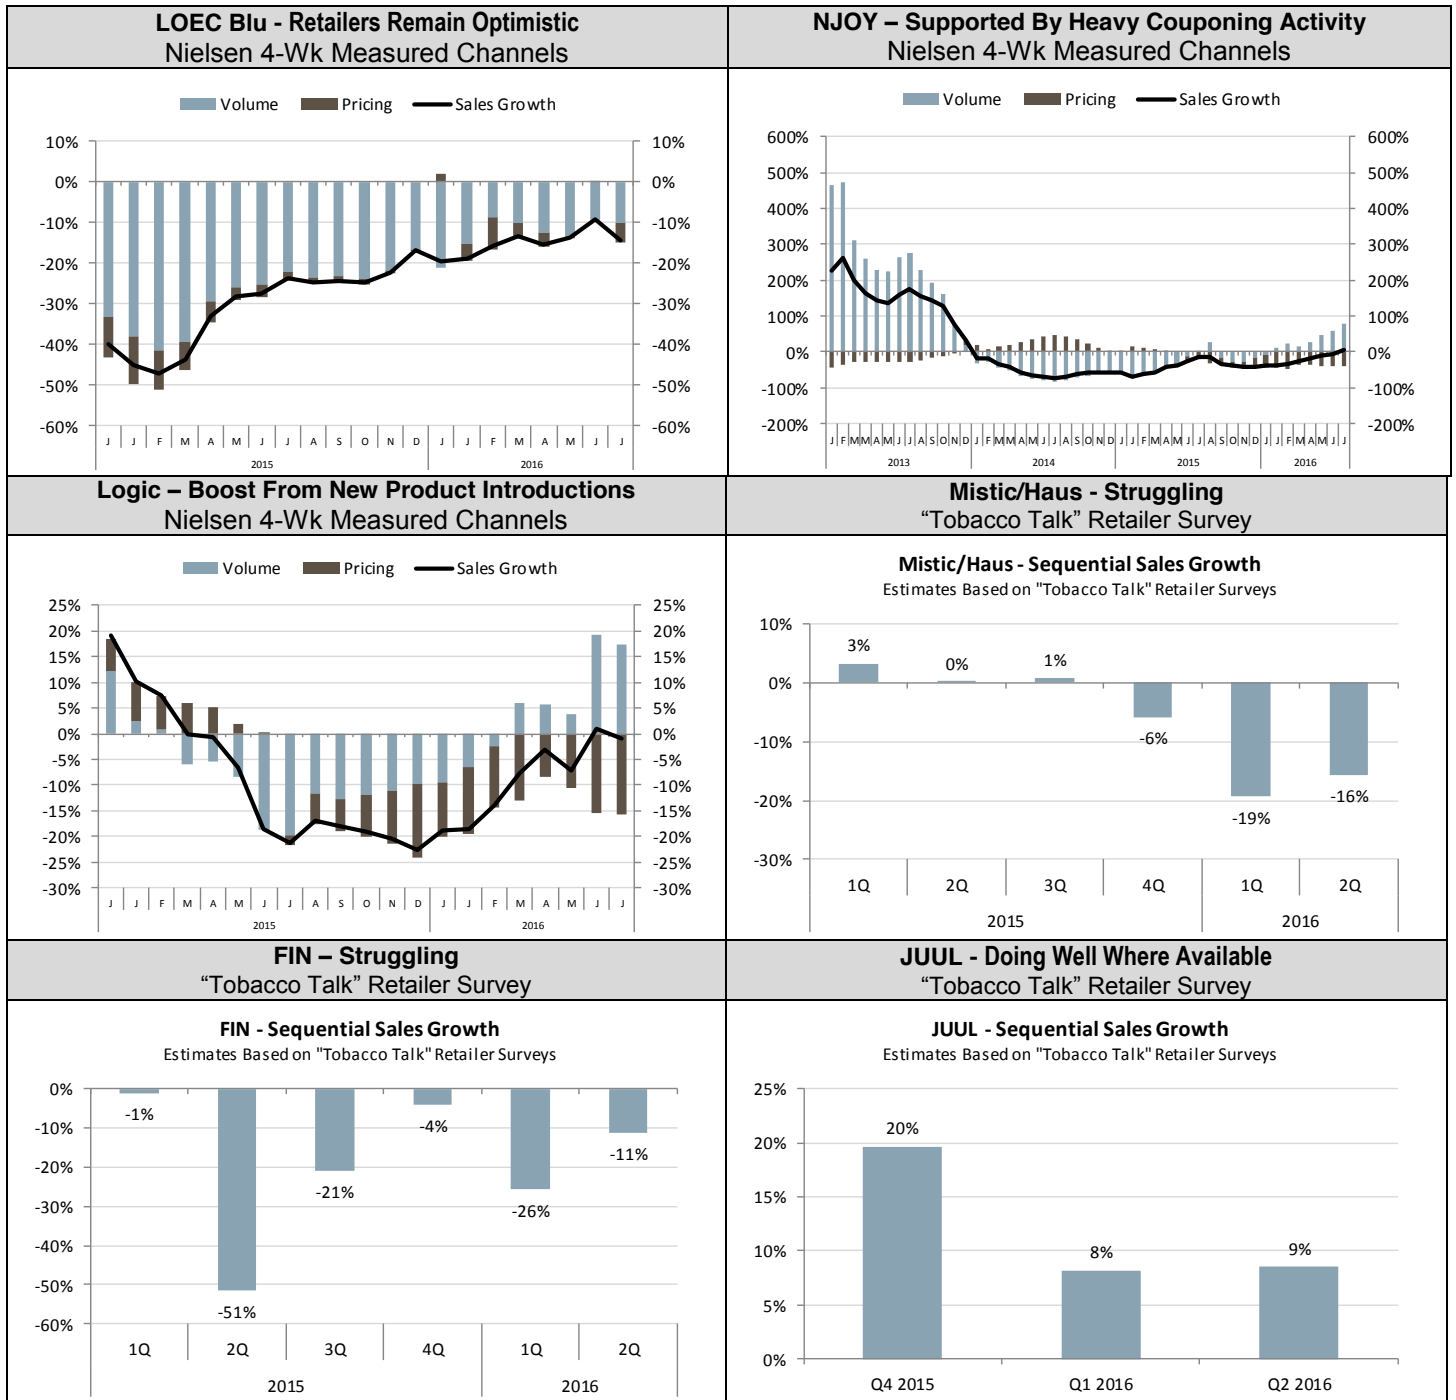 LOEC Blu - Retailers Remain Optimistic
Nielsen 4-Wk Measured Channels
Volume Pricing Sales Growth
10% 10%
0% 0%
-10% -10%
-20% -20%
-30% -30%
-40% -40%
-50% -50%
-60% -60%
J J F M A M J J A S O N D J J F M A M J J
2015 2016
NJOY – Supported By Heavy Couponing Activity
Nielsen 4-Wk Measured Channels
Volume Pricing Sales Growth
600% 600%
500% 500%
400% 400%
300% 300%
200% 200%
100% 100%
0% 0%
-100% -100%
-200% -200%
J F M M A M J J A S O N D J F M A M J J A S O N D J J F M A M J J A S O N D J J F M A M J J
2013 2014 2015 2016
Logic – Boost From New Product Introductions
Nielsen 4-Wk Measured Channels
Volume Pricing Sales Growth
25% 25%
20% 20%
15% 15%
10% 10%
5% 5%
0% 0%
-5% -5%
-10% -10%
-15% -15%
-20% -20%
-25% -25%
-30% -30%
J J F M A M J J A S O N D J J F M A M J J
2015 2016
Mistic/Haus - Struggling
“Tobacco Talk” Retailer Survey
Mistic/Haus - Sequential Sales Growth
Estimates Based on "Tobacco Talk" Retailer Surveys
10%
0%
-10%
-20%
-30%
3% 0% 1% -6% -19% -16%
1Q 2Q 3Q 4Q 1Q 2Q
2015 2016
FIN – Struggling
“Tobacco Talk” Retailer Survey
FIN - Sequential Sales Growth
Estimates Based on "Tobacco Talk" Retailer Surveys
0%
-10%
-20%
-30%
-40%
-50%
-60%
-1% -51% -21% -4% -26% -11%
1Q 2Q 3Q 4Q 1Q 2Q
2015 2016
JUUL - Doing Well Where Available
“Tobacco Talk” Retailer Survey
JUUL - Sequential Sales Growth
Estimates Based on "Tobacco Talk" Retailer Surveys
25%
20%
15%
10%
5%
0%
20% 8% 9%
Q4 2015 Q1 2016 Q2 2016